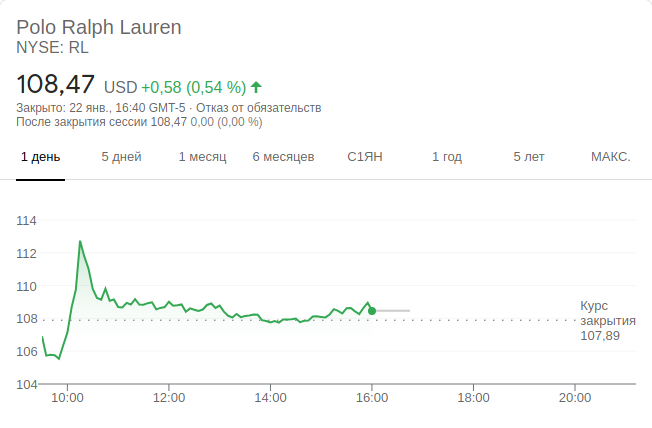 Polo Ralph Lauren
NYSE: RL
108,47 USD +0,58 (0,54 %)
Закрыто: 22 янв., 16:40 GMT-5 · Отказ от обязательств
После закрытия сессии 108,47 0,00 (0,00 %)
1 день 5 дней 1 месяц 6 месяцев С1ЯН 1 год 5 лет МАКС.
114
112
110
108
106
104
Курс
закрытия
107,89
10:00 12:00 14:00 16:00 18:00 20:00